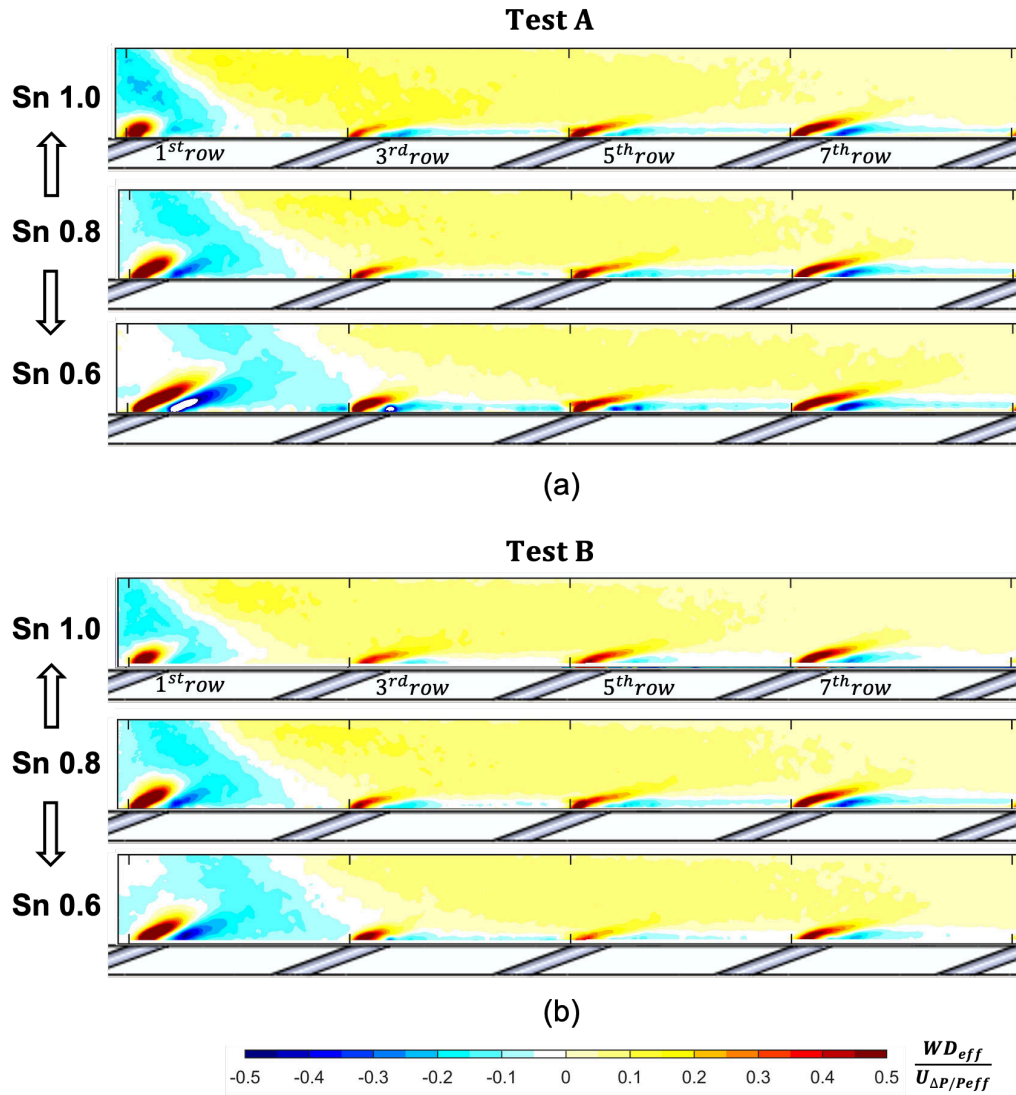 Test A
Sn 1.0
1st row 3rd row 5th row 7th row
Sn 0.8
Sn 0.6
(a)
Test B
Sn 1.0
1st row 3rd row 5th row 7th row
Sn 0.8
Sn 0.6
(b)
-0.5 -0.4 -0.3 -0.2 -0.1 0 0.1 0.2 0.3 0.4 0.5
WDeff
UΔP/Peff